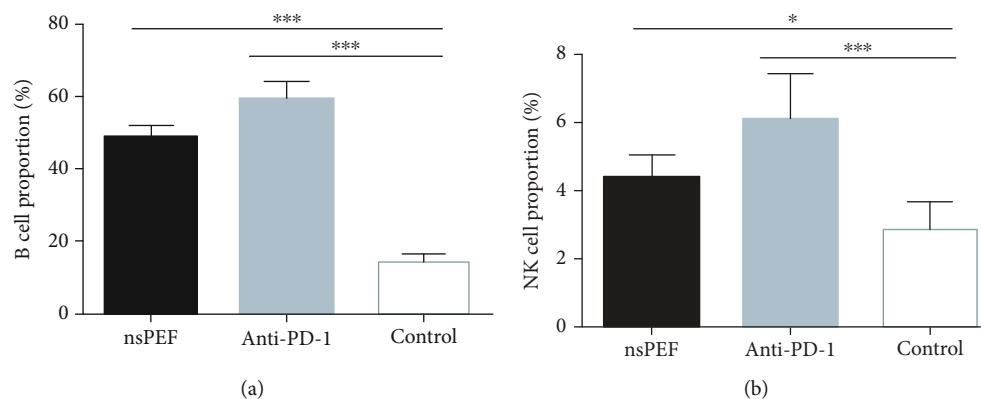 B cell proportion (%)
80
60
40
20
0
***
***
nsPEF
Anti-PD-1
Control
(a)
NK cell proportion (%)
8
6
4
2
0
*
***
nsPEF
Anti-PD-1
Control
(b)